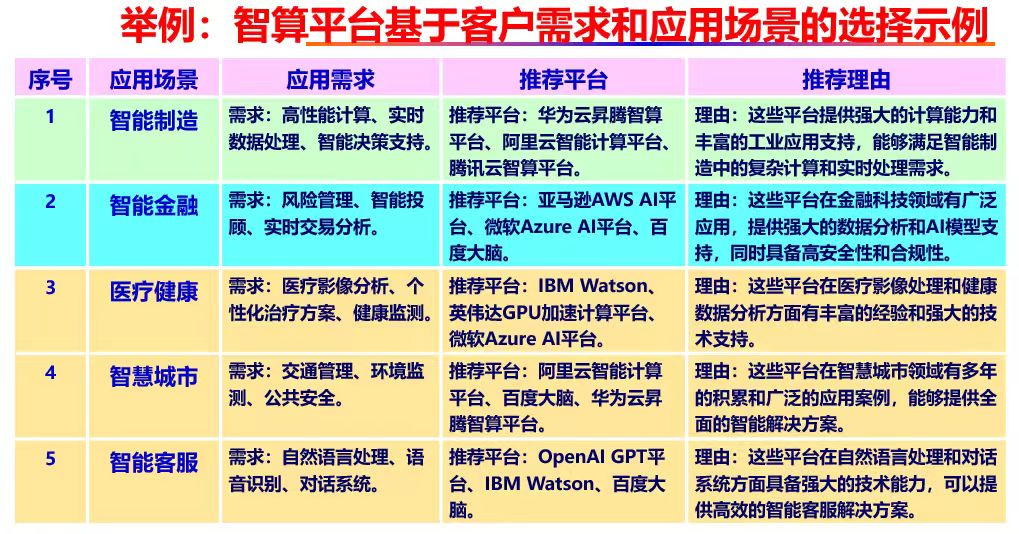 举例：智算平台基于客户需求和应用场景的选择示例
序号 应用场景 应用需求 推荐平台 推荐理由
1
智能制造
需求：高性能计算、实时
数据处理、智能决策支持。
推荐平台：华为云昇腾智算
平台、阿里云智能计算平台、
腾讯云智算平台。
理由：这些平台提供强大的计算能力和
丰富的工业应用支持，能够满足智能制
造中的复杂计算和实时处理需求。
2
智能金融
需求：风险管理、智能投
顾、实时交易分析。
推荐平台：亚马逊AWS AI平
台、微软Azure AI平台、百
度大脑。
理由：这些平台在金融科技领域有广泛
应用，提供强大的数据分析和AI模型支
持，同时具备高安全性和合规性。
3
医疗健康
需求：医疗影像分析、个
性化治疗方案、健康监测。
推荐平台：IBM Watson、
英伟达GPU加速计算平台、
微软Azure AI平台。
理由：这些平台在医疗影像处理和健康
数据分析方面有丰富的经验和强大的技
术支持。
4
智慧城市
需求：交通管理、环境监
测、公共安全。
推荐平台：阿里云智能计算
平台、百度大脑、华为云昇
腾智算平台。
理由：这些平台在智慧城市领域有多年
的积累和广泛的应用案例，能够提供全
面的智能解决方案。
5
智能客服
需求：自然语言处理、语
音识别、对话系统。
推荐平台：OpenAI GPT平
台、IBM Watson、百度大
脑。
理由：这些平台在自然语言处理和对话
系统方面具备强大的技术能力，可以提
供高效的智能客服解决方案。